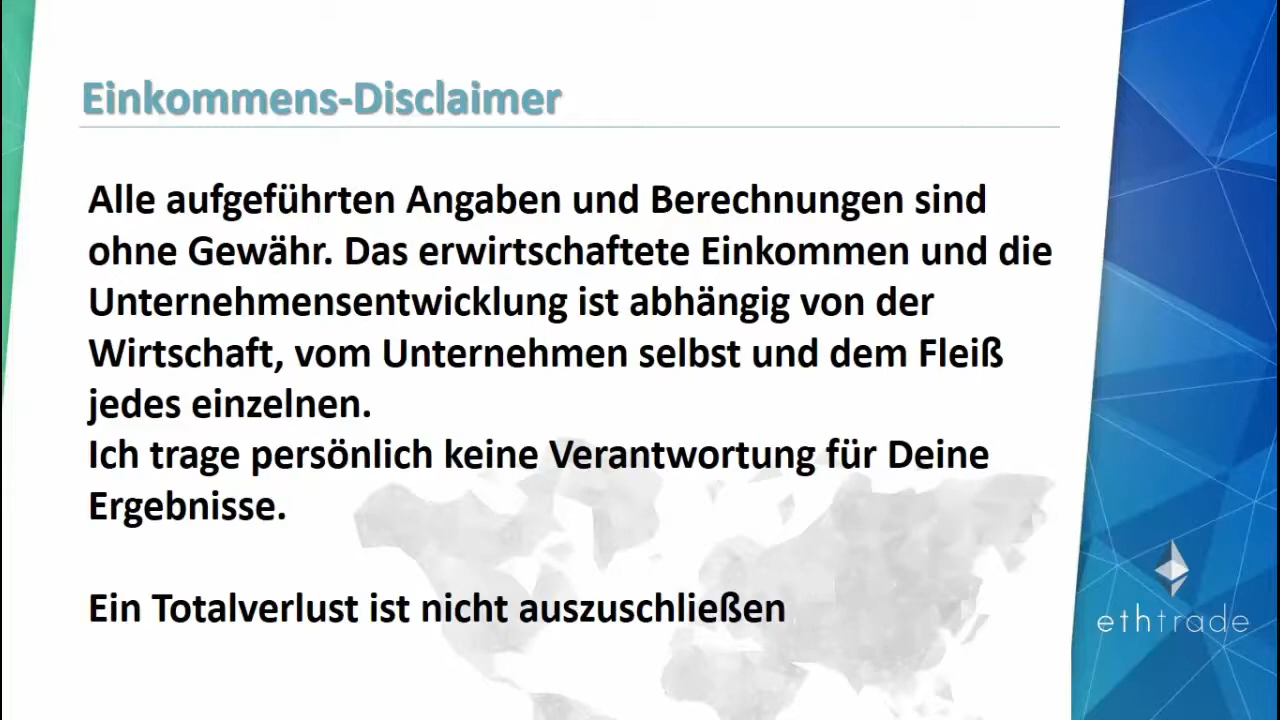 Einkommens-Disclaimer
Alle aufgeführten Angaben und Berechnungen sind
ohne Gewähr. Das erwirtschaftete Einkommen und die
Unternehmensentwicklung ist abhängig von der
Wirtschaft, vom Unternehmen selbst und dem Fleiß
jedes einzelnen.
Ich trage persönlich keine Verantwortung für Deine
Ergebnisse.
Ein Totalverlust ist nicht auszuschließen
ethtrade